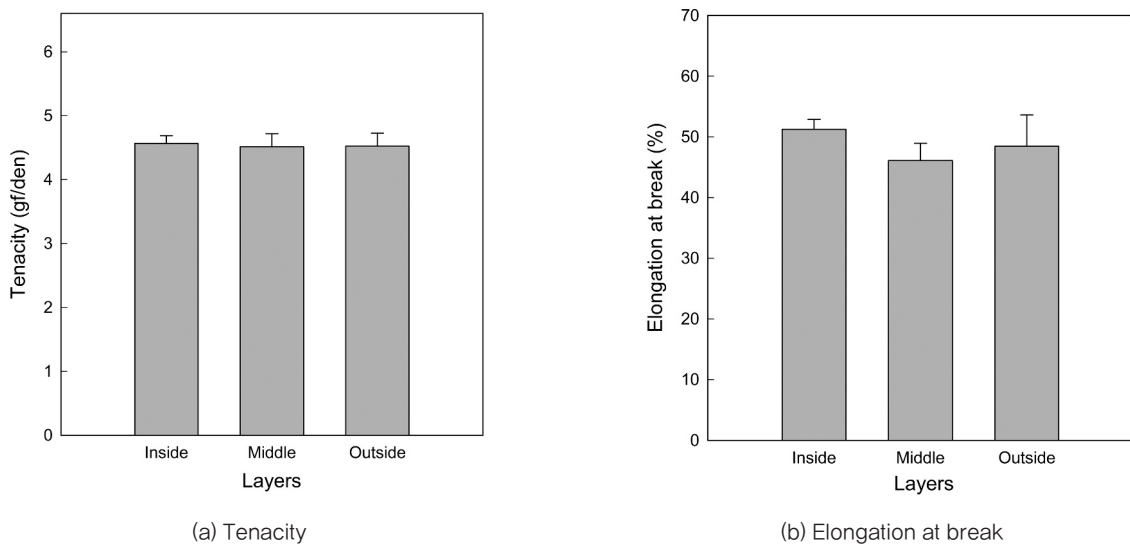 6
5
4
3
2
1
0
Tenacity (gf/den)
Inside Middle Outside
Layers
(a) Tenacity
70
60
50
40
30
20
10
0
Elongation at break (%)
Inside Middle Outside
Layers
(b) Elongation at break